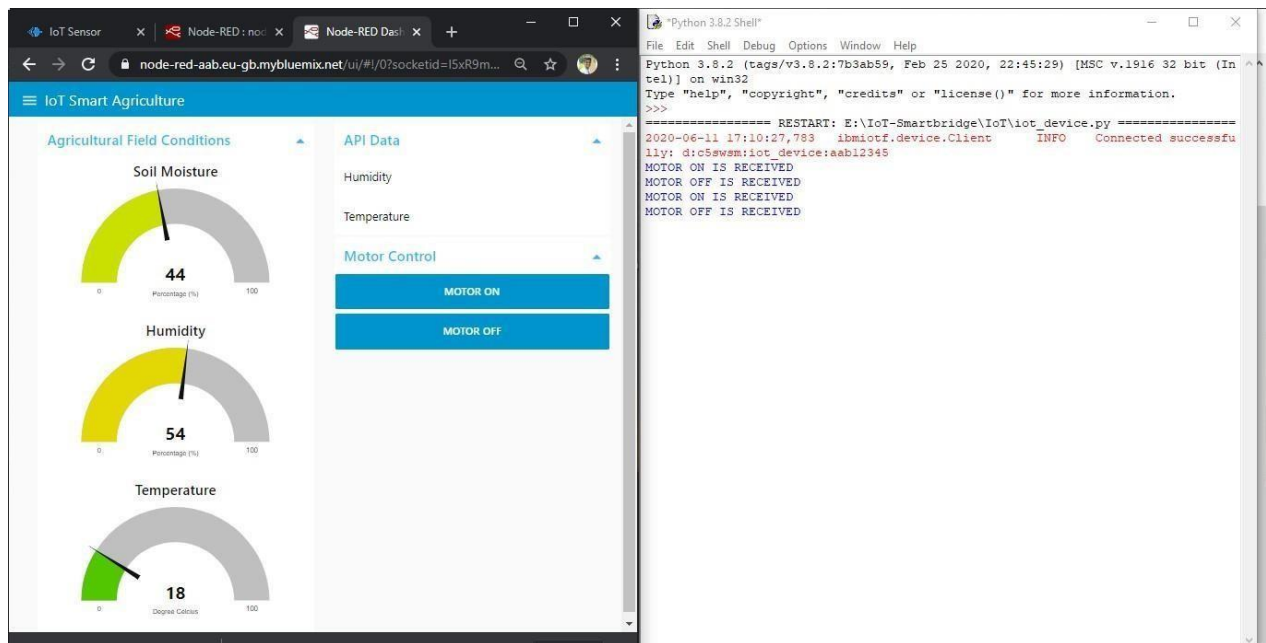 IoT Sensor
Node-RED : nod
Node-RED Dash
node-red-aab.eu-gb.mybluemix.net/ui/#!/0?socketid=I5xR9m...
IoT Smart Agriculture
Agricultural Field Conditions
Soil Moisture
44
0
Percentage (%)
100
Humidity
54
0
Percentage (%)
100
Temperature
18
0
Degree Celcius
100
API Data
Humidity
Temperature
Motor Control
MOTOR ON
MOTOR OFF
*Python 3.8.2 Shell*
File Edit Shell Debug Options Window Help
Python 3.8.2 (tags/v3.8.2:7b3ab59, Feb 25 2020, 22:45:29) [MSC v.1916 32 bit (In
tel)] on win32
Type "help", "copyright", "credits" or "license()" for more information.
>>>
================= RESTART: E:\IoT-Smartbridge\IoT\iot_device.py ================
2020-06-11 17:10:27,783 ibmiotf.device.Client INFO Connected successfu
lly: d:c5swsm:iot_device:aab12345
MOTOR ON IS RECEIVED
MOTOR OFF IS RECEIVED
MOTOR ON IS RECEIVED
MOTOR OFF IS RECEIVED